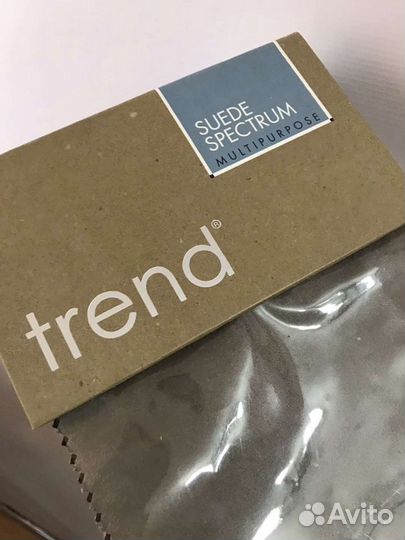 SUEDE
SPECTRUM
MULTIPURPOSE
trend®
Avito